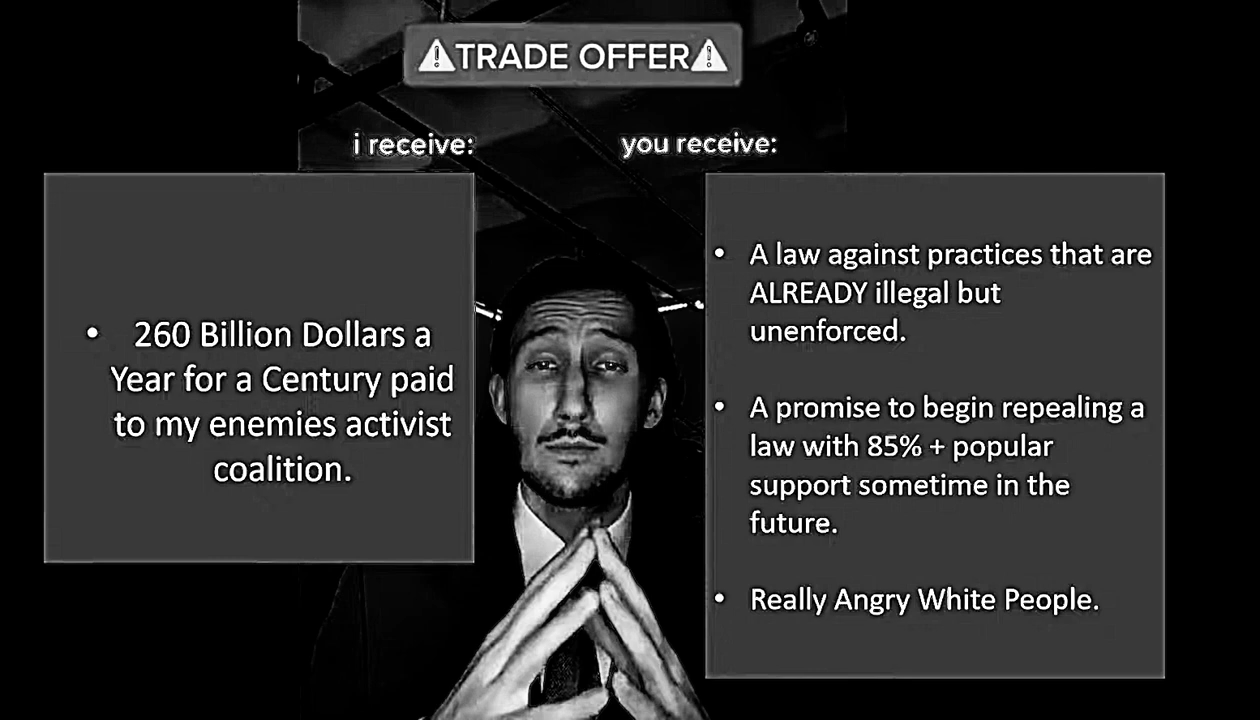 ⚠TRADE OFFER⚠
i receive:
you receive:
• 260 Billion Dollars a
Year for a Century paid
to my enemies activist
coalition.
• A law against practices that are
ALREADY illegal but
unenforced.
• A promise to begin repealing a
law with 85% + popular
support sometime in the
future.
• Really Angry White People.